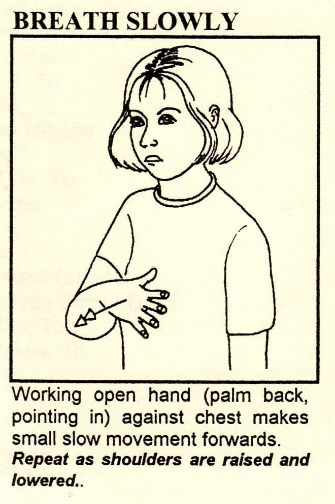 BREATH SLOWLY
Working open hand (palm back,
pointing in) against chest makes
small slow movement forwards.
Repeat as shoulders are raised and
lowered..